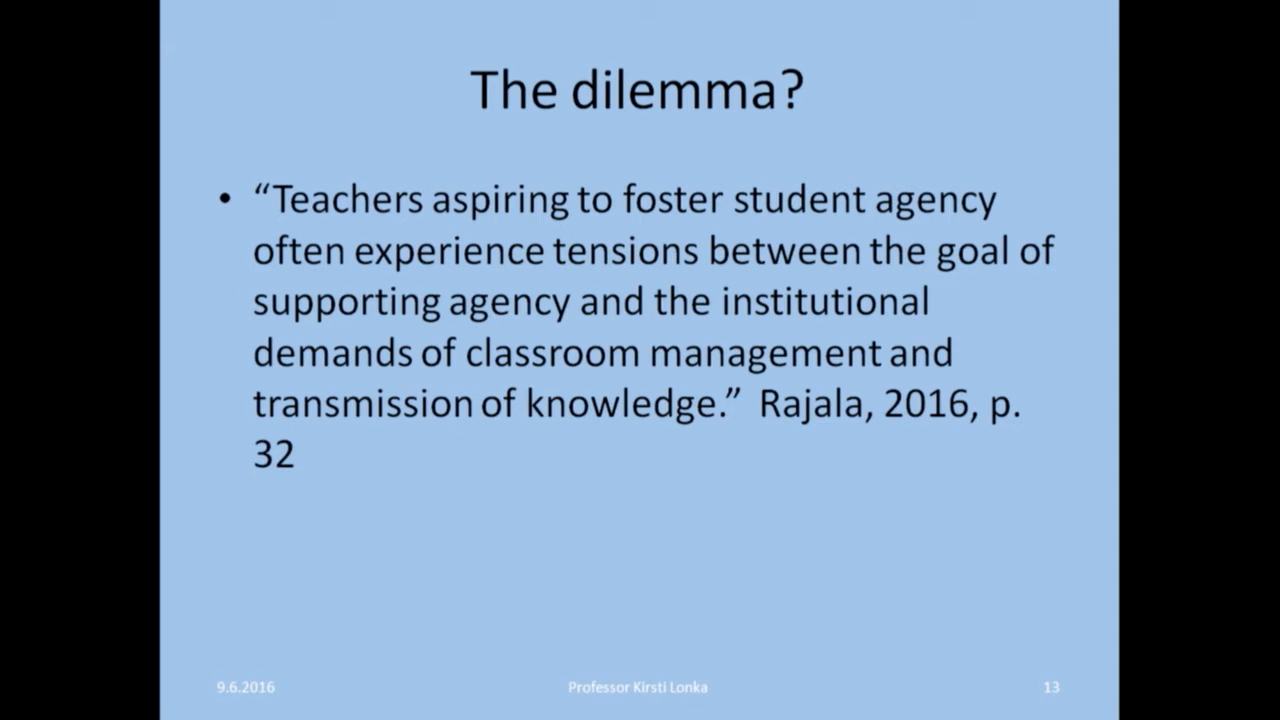 The dilemma?
• “Teachers aspiring to foster student agency
often experience tensions between the goal of
supporting agency and the institutional
demands of classroom management and
transmission of knowledge.”  Rajala, 2016, p.
32
9.6.2016
Professor Kirsti Lonka
13